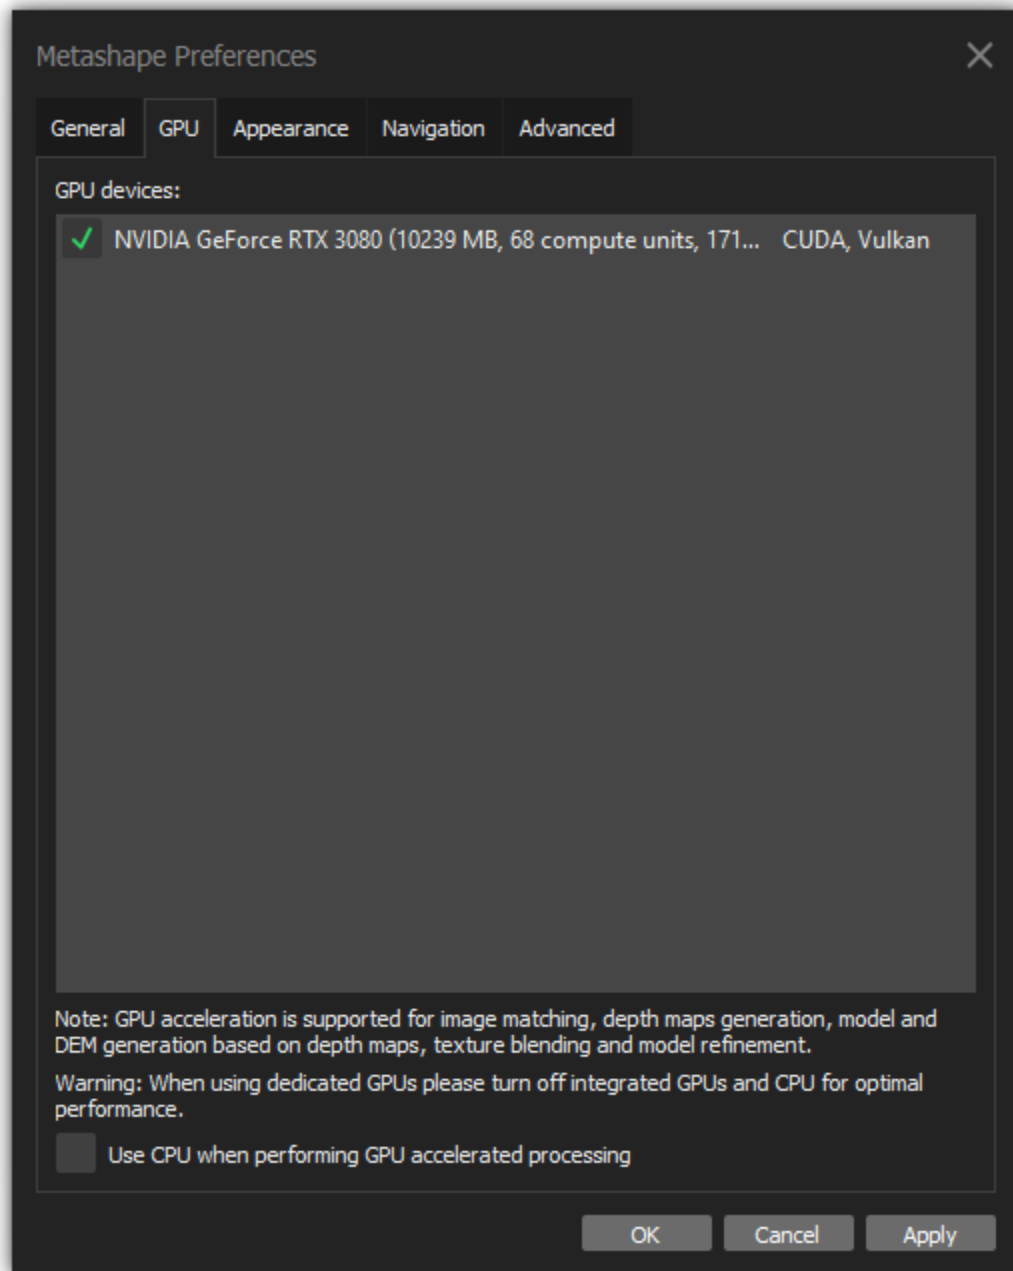 Metashape Preferences
General GPU Appearance Navigation Advanced
GPU devices:
NVIDIA GeForce RTX 3080 (10239 MB, 68 compute units, 171... CUDA, Vulkan
Note: GPU acceleration is supported for image matching, depth maps generation, model and
DEM generation based on depth maps, texture blending and model refinement.
Warning: When using dedicated GPUs please turn off integrated GPUs and CPU for optimal
performance.
Use CPU when performing GPU accelerated processing
OK Cancel Apply